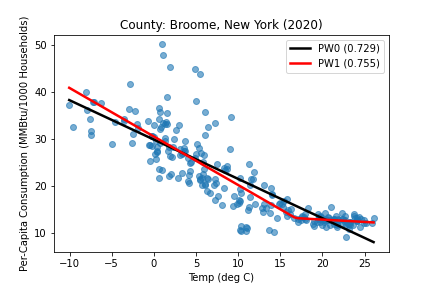 County: Broome, New York (2020)
PW0 (0.729)
PW1 (0.755)
Per-Capita Consumption (MMBtu/1000 Households)
50
40
30
20
10
−10 −5 0 5 10 15 20 25
Temp (deg C)